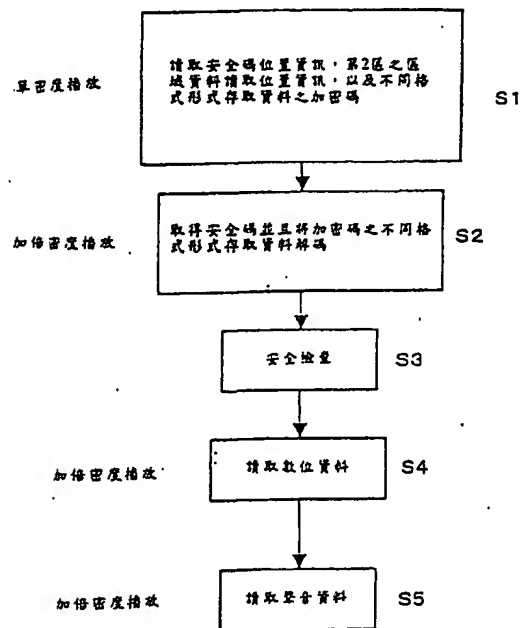 單密度播放
讀取安全碼位置資訊，第2區之區
域資料讀取位置資訊，以及不同格
式形式存取資料之加密碼
S1
加倍密度播放
取得安全碼並且將加密碼之不同格
式形式存取資料解碼
S2
安全檢查
S3
加倍密度播放
讀取數位資料
S4
加倍密度播放
讀取聲音資料
S5